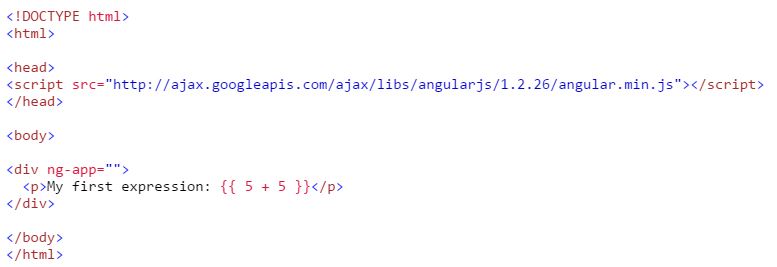 <!DOCTYPE html>
<html>
<head>
<script src="http://ajax.googleapis.com/ajax/libs/angularjs/1.2.26/angular.min.js"></script>
</head>
<body>
<div ng-app="">
<p>My first expression: {{ 5 + 5 }}</p>
</div>
</body>
</html>